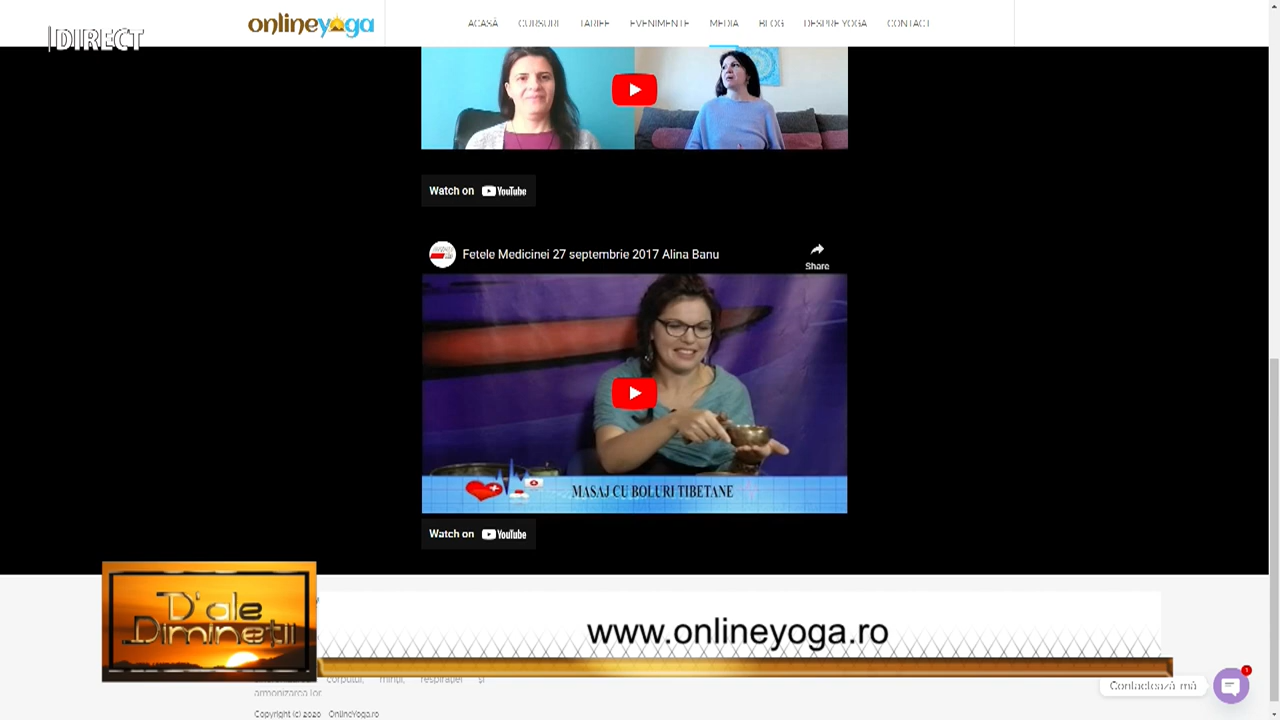 onlineyoga
ACASĂ CURSURI TARIFE EVENIMENTE MEDIA BLOG DESPRE YOGA CONTACT
DIRECT
Watch on YouTube
Fetele Medicinei 27 septembrie 2017 Alina Banu
Share
MASAJ CU BOLURI TIBETANE
Watch on YouTube
D'ale
Dimineții
www.onlineyoga.ro
corpului, minții, respirației și
armonizarea lor.
Contactează-mă
1
Copyright (c) 2020 OnlineYoga.ro